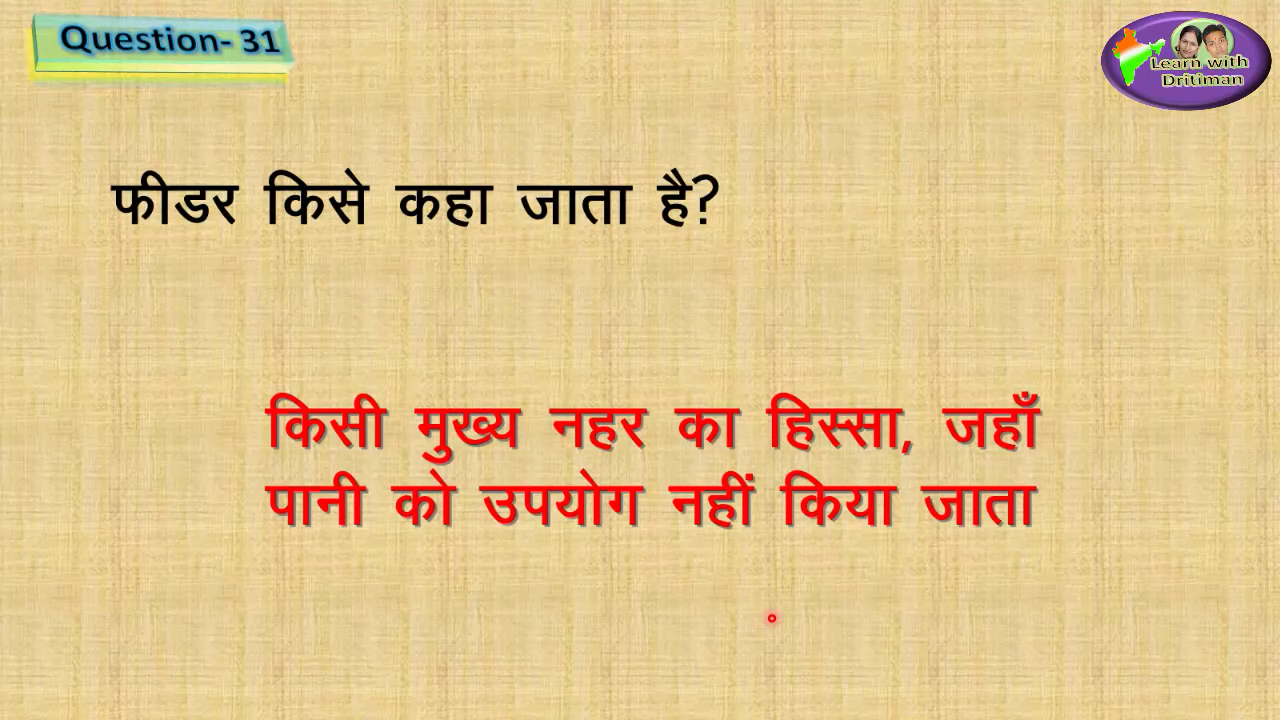 Question- 31
Learn with
Dritiman
फीडर किसे कहा जाता है?
किसी मुख्य नहर का हिस्सा, जहाँ
पानी को उपयोग नहीं किया जाता